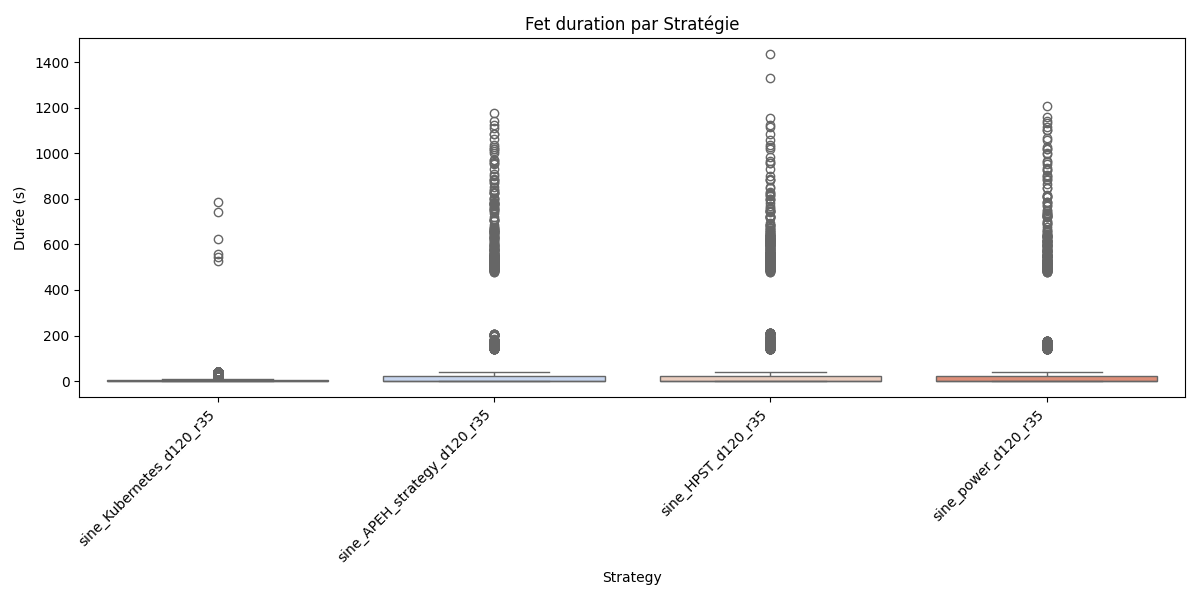 Fet duration par Stratégie
Durée (s)
1400
1200
1000
800
600
400
200
0
sine_Kubernetes_d120_r35
sine_APEH_strategy_d120_r35
sine_HPST_d120_r35
sine_power_d120_r35
Strategy